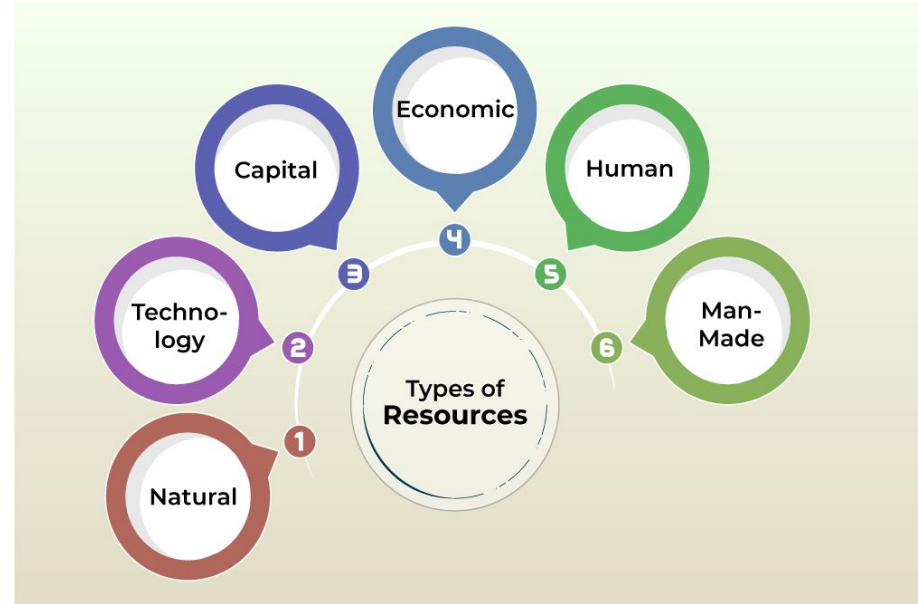 Types of
Resources
1
Natural
2
Techno-
logy
3
Capital
4
Economic
5
Human
6
Man-
Made